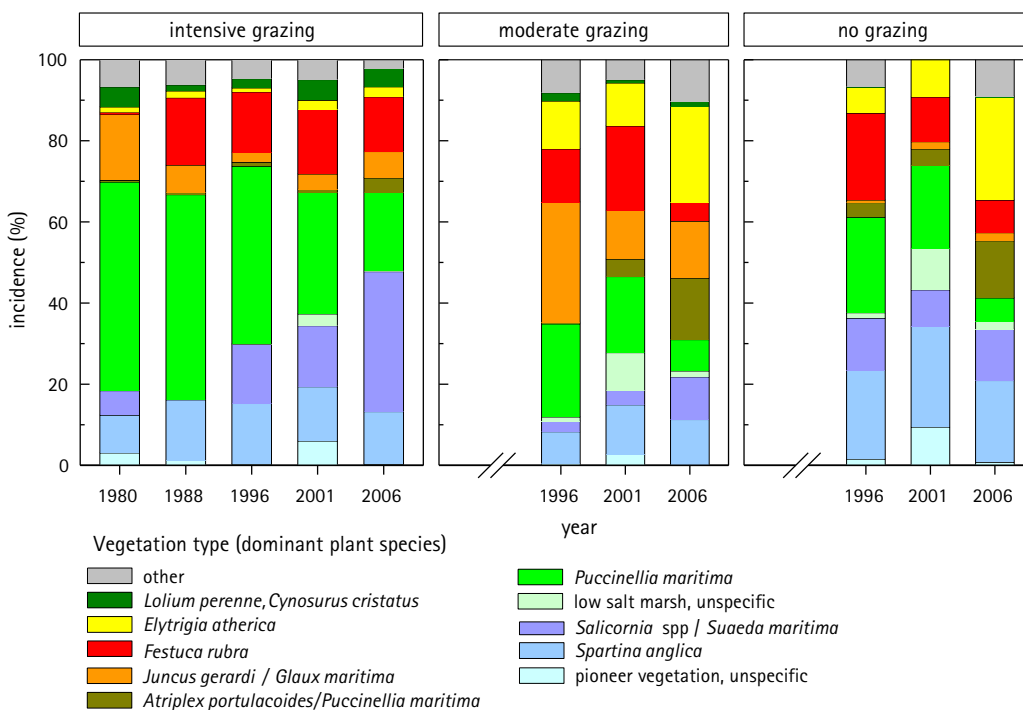 intensive grazing
moderate grazing
no grazing
incidence (%)
100
80
60
40
20
0
1980 1988 1996 2001 2006
1996 2001 2006
1996 2001 2006
year
Vegetation type (dominant plant species)
other
Lolium perenne, Cynosurus cristatus
Elytrigia atherica
Festuca rubra
Juncus gerardi / Glaux maritima
Atriplex portulacoides/Puccinellia maritima
Puccinellia maritima
low salt marsh, unspecific
Salicornia spp / Suaeda maritima
Spartina anglica
pioneer vegetation, unspecific